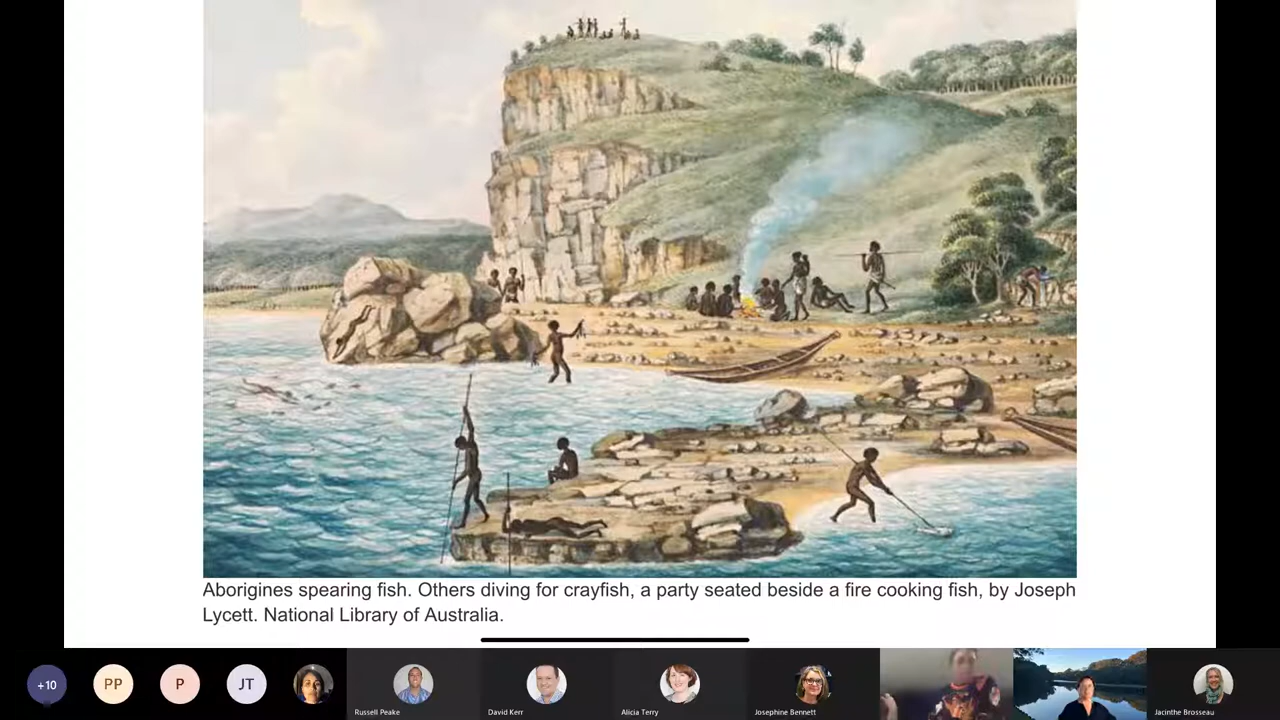 Aborigines spearing fish. Others diving for crayfish, a party seated beside a fire cooking fish, by Joseph
Lycett. National Library of Australia.
+10
PP
P
JT
Russell Peake
David Kerr
Alicia Terry
Josephine Bennett
Jacinthe Brosseau